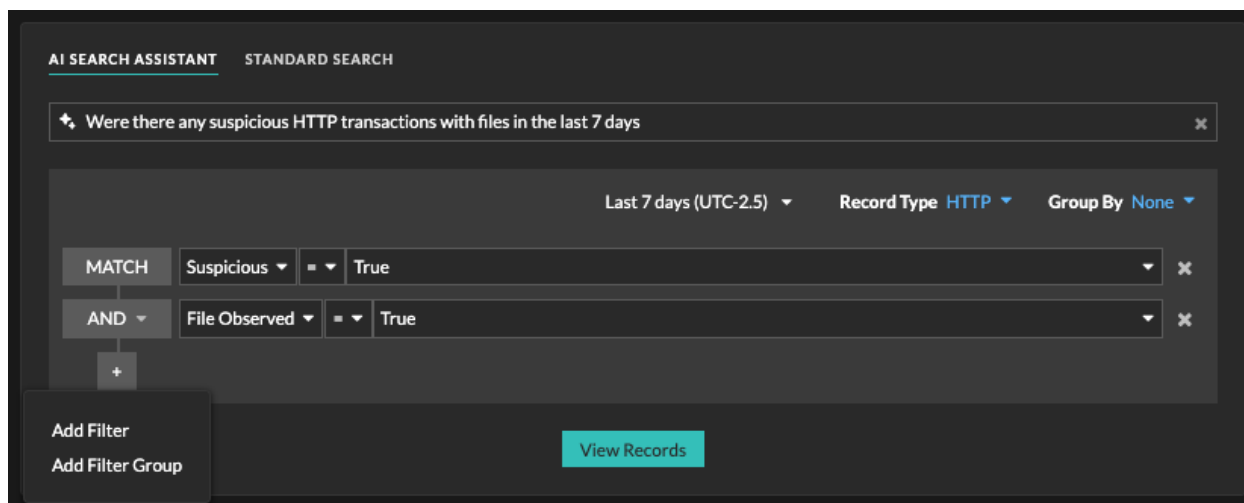 AI SEARCH ASSISTANT STANDARD SEARCH
Were there any suspicious HTTP transactions with files in the last 7 days
Last 7 days (UTC-2.5) Record Type HTTP Group By None
MATCH Suspicious = True
AND File Observed = True
+
Add Filter
Add Filter Group
View Records